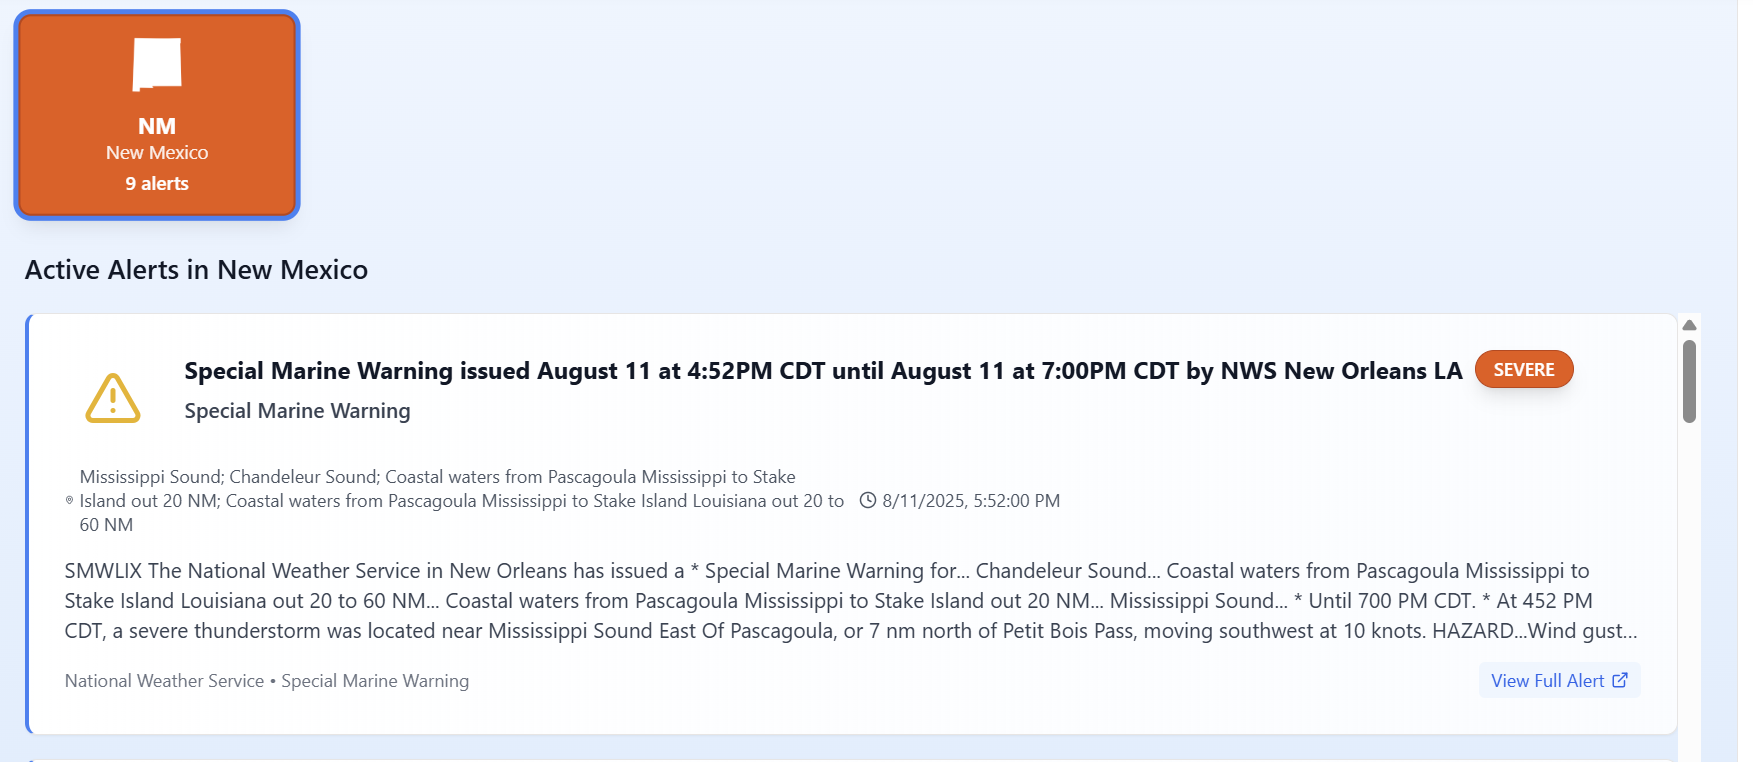 NM
New Mexico
9 alerts
Active Alerts in New Mexico
Special Marine Warning issued August 11 at 4:52PM CDT until August 11 at 7:00PM CDT by NWS New Orleans LA
SEVERE
Special Marine Warning
Mississippi Sound; Chandeleur Sound; Coastal waters from Pascagoula Mississippi to Stake
Island out 20 NM; Coastal waters from Pascagoula Mississippi to Stake Island Louisiana out 20 to
60 NM
8/11/2025, 5:52:00 PM
SMWLIX The National Weather Service in New Orleans has issued a * Special Marine Warning for... Chandeleur Sound... Coastal waters from Pascagoula Mississippi to
Stake Island Louisiana out 20 to 60 NM... Coastal waters from Pascagoula Mississippi to Stake Island out 20 NM... Mississippi Sound... * Until 700 PM CDT. * At 452 PM
CDT, a severe thunderstorm was located near Mississippi Sound East Of Pascagoula, or 7 nm north of Petit Bois Pass, moving southwest at 10 knots. HAZARD...Wind gust...
National Weather Service • Special Marine Warning
View Full Alert